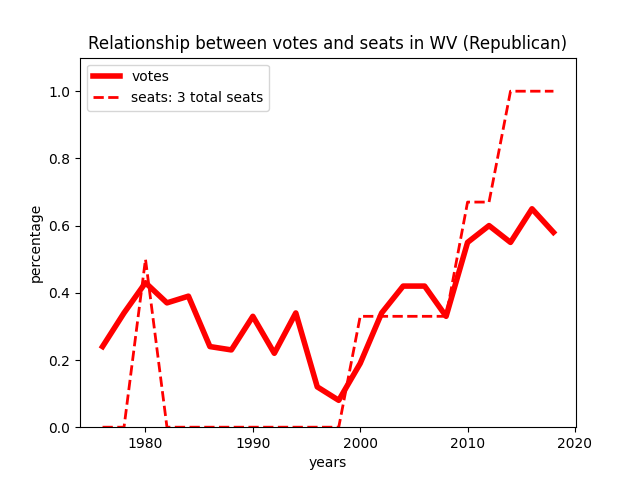 Relationship between votes and seats in WV (Republican)
votes
seats: 3 total seats
percentage
1.0
0.8
0.6
0.4
0.2
0.0
1980 1990 2000 2010 2020
years